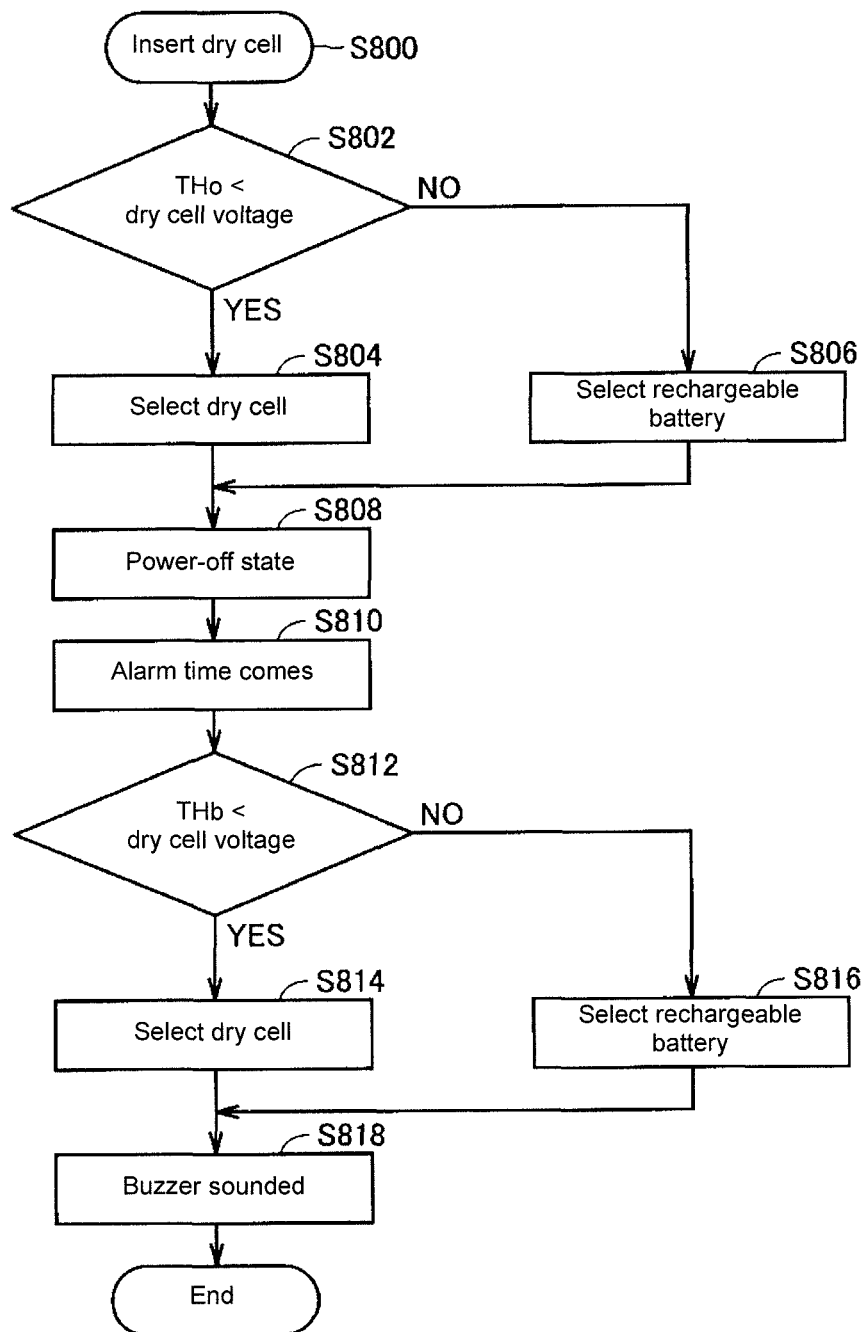 Insert dry cell
S800
S802
THo <
dry cell voltage
NO
YES
S804
Select dry cell
S806
Select rechargeable
battery
S808
Power-off state
S810
Alarm time comes
S812
THb <
dry cell voltage
NO
YES
S814
Select dry cell
S816
Select rechargeable
battery
S818
Buzzer sounded
End